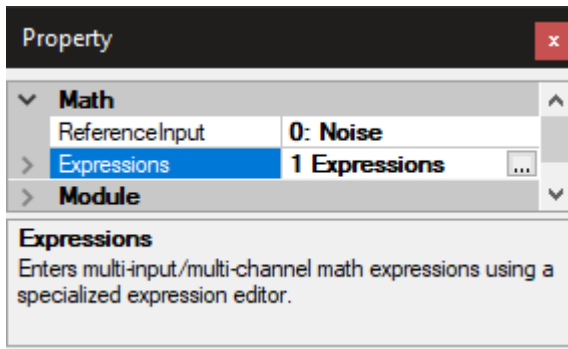 Property
x
Math
ReferenceInput 0: Noise
Expressions 1 Expressions ...
Module
Expressions
Enters multi-input/multi-channel math expressions using a
specialized expression editor.